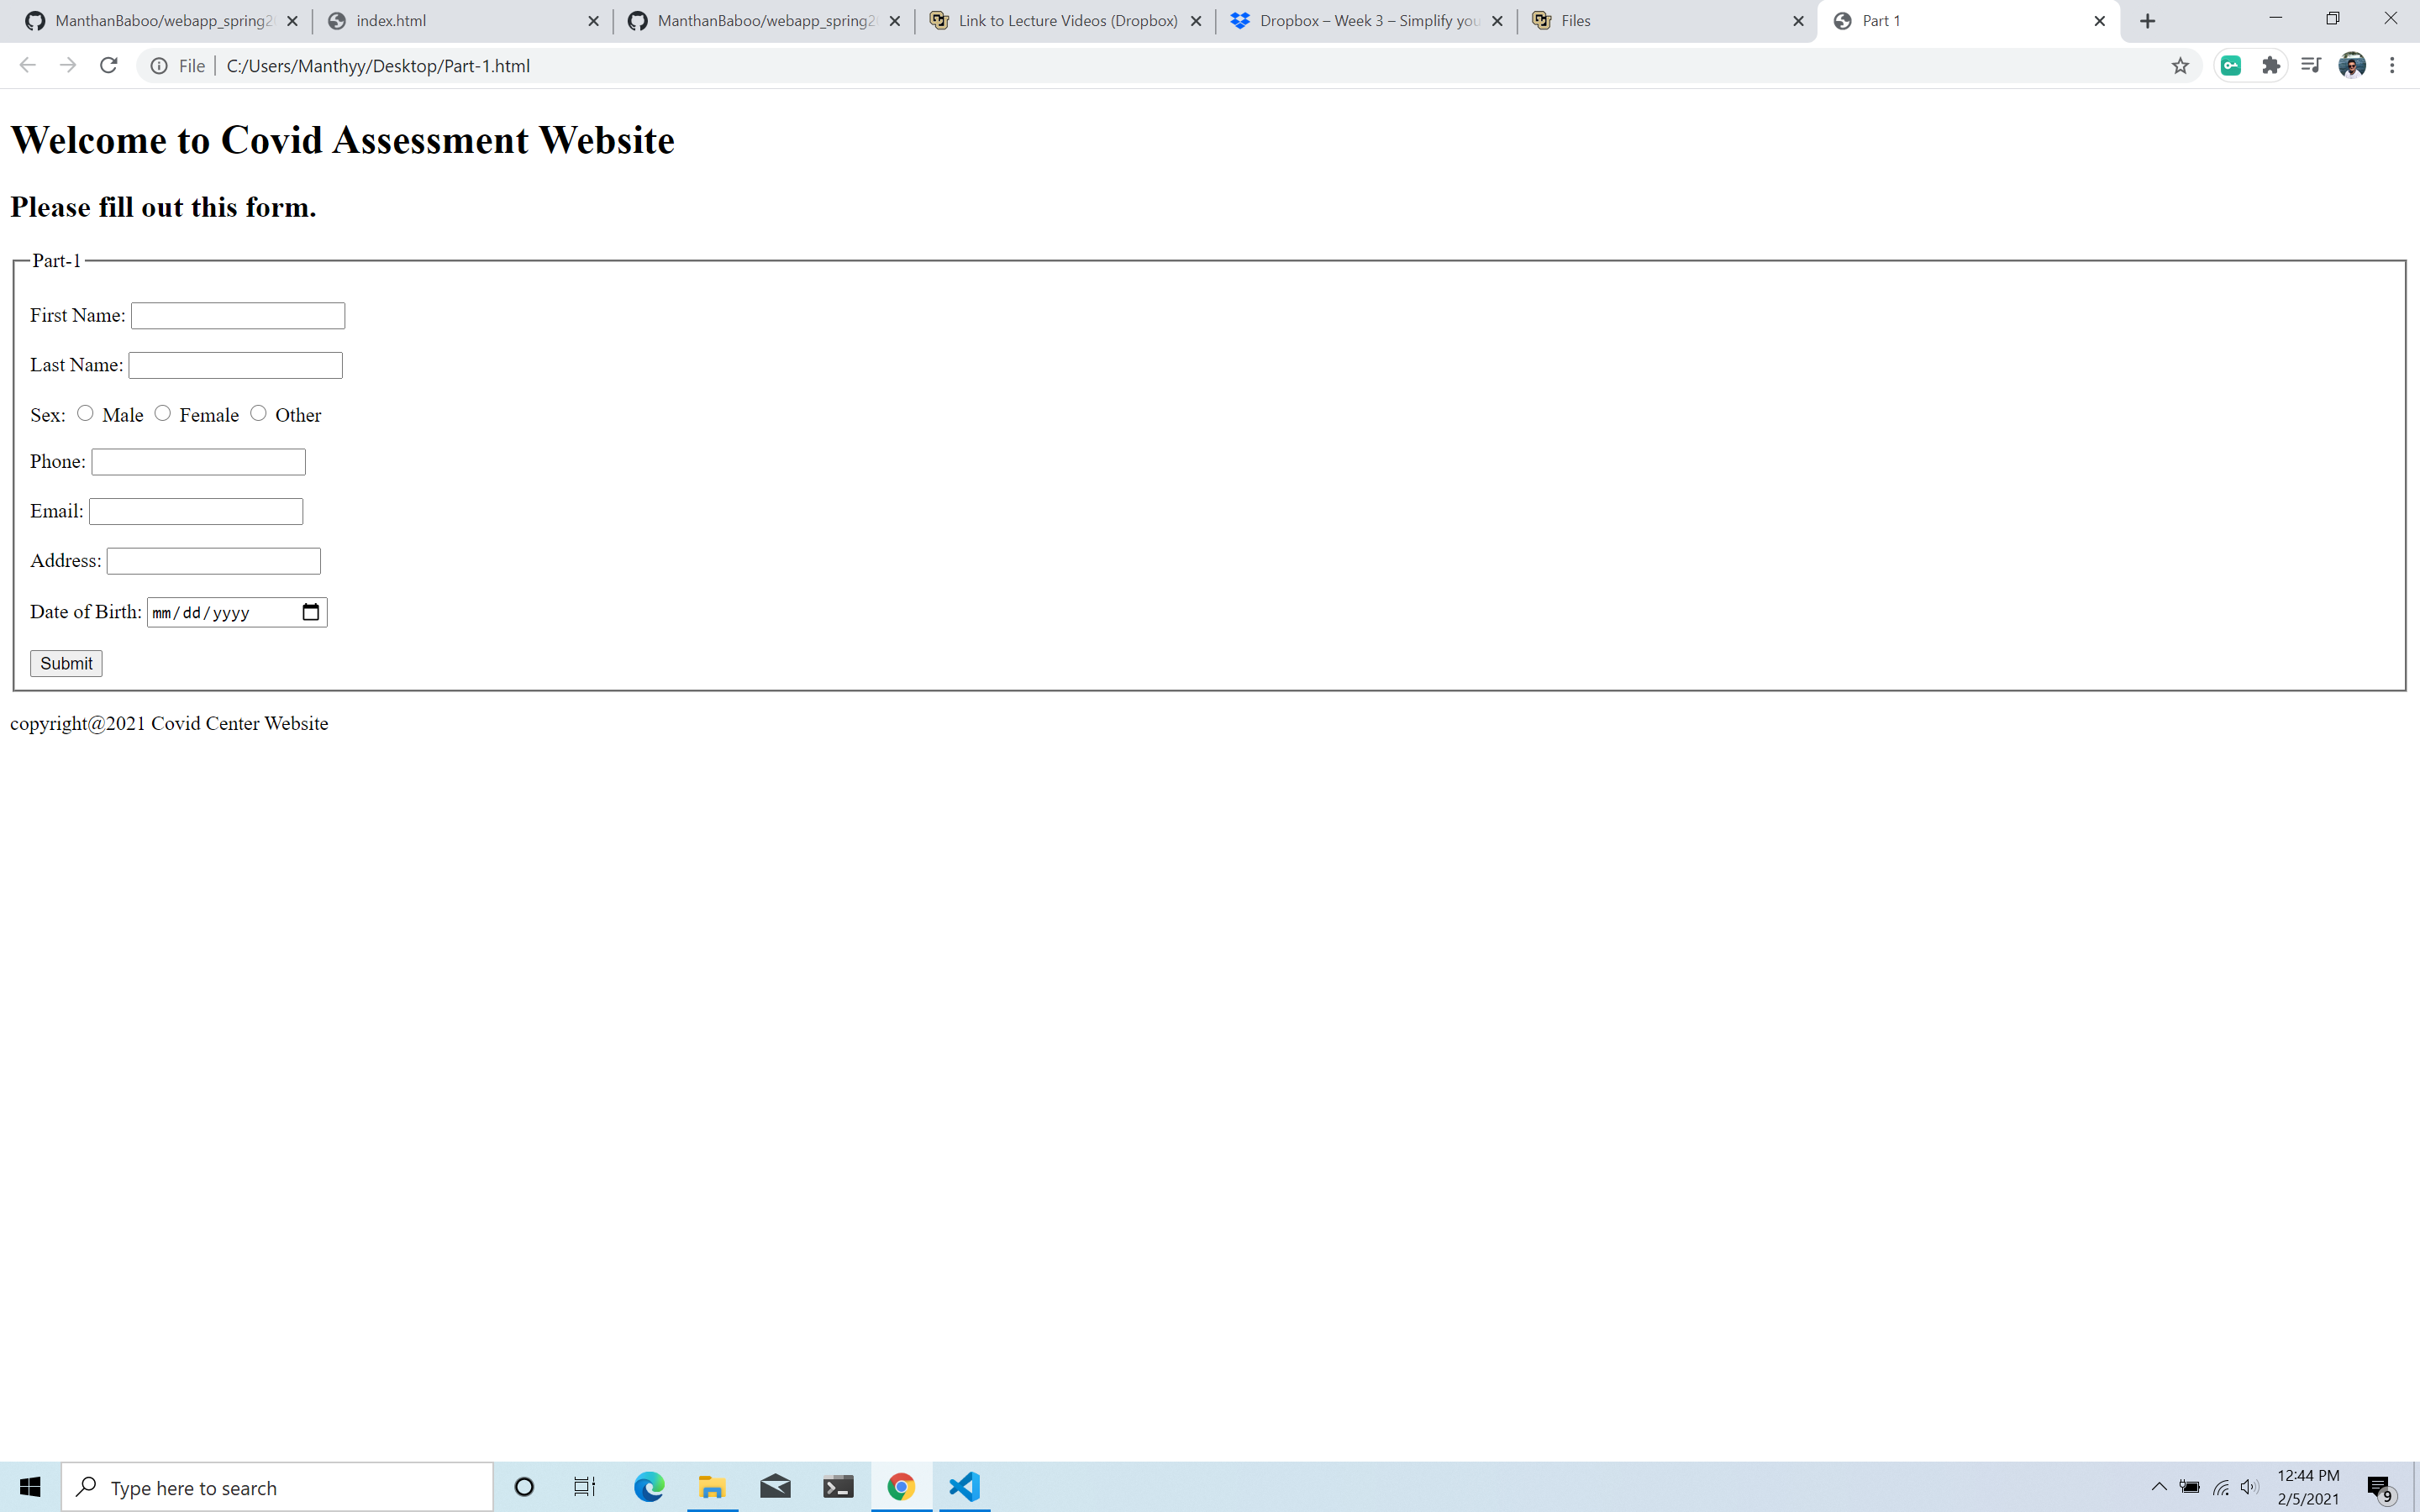 ManthanBaboo/webapp_spring2
index.html
ManthanBaboo/webapp_spring2
Link to Lecture Videos (Dropbox)
Dropbox – Week 3 – Simplify you
Files
Part 1
File
C:/Users/Manthyy/Desktop/Part-1.html
Welcome to Covid Assessment Website
Please fill out this form.
Part-1
First Name:
Last Name:
Sex: Male Female Other
Phone:
Email:
Address:
Date of Birth: mm/dd/yyyy
Submit
copyright@2021 Covid Center Website
Type here to search
12:44 PM
2/5/2021
9